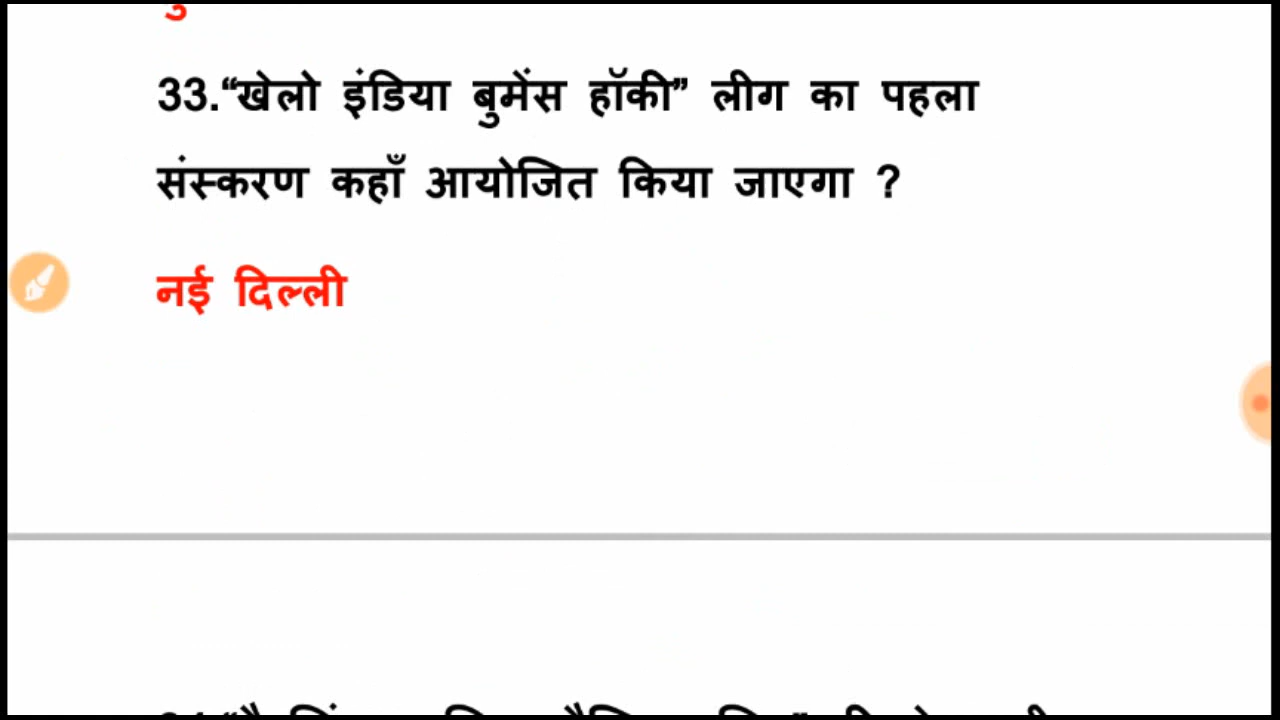 33.“खेलो इंडिया बुमेंस हॉकी” लीग का पहला
संस्करण कहाँ आयोजित किया जाएगा ?
नई दिल्ली